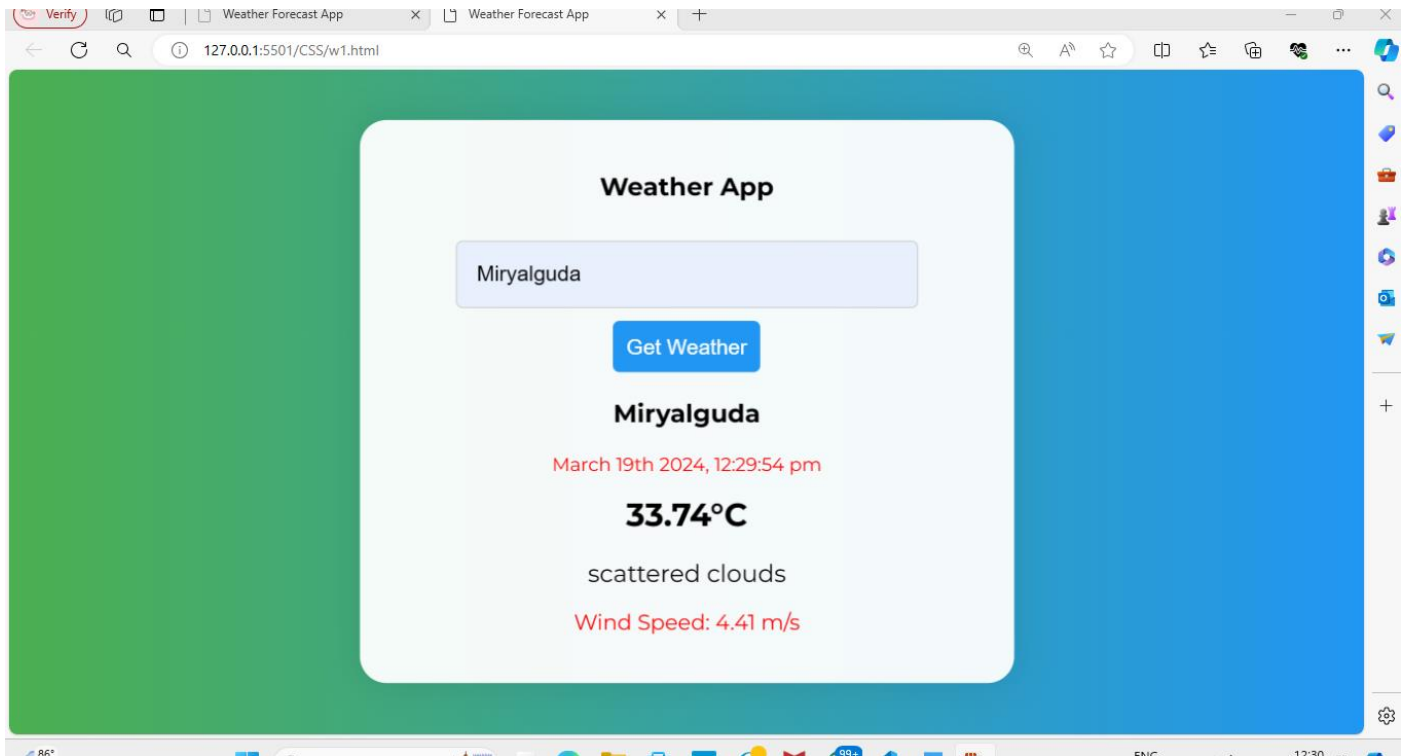 Verify
Weather Forecast App
Weather Forecast App
127.0.0.1:5501/CSS/w1.html
Weather App
Miryalguda
Get Weather
Miryalguda
March 19th 2024, 12:29:54 pm
33.74°C
scattered clouds
Wind Speed: 4.41 m/s
86°
99+
ENG
12:30